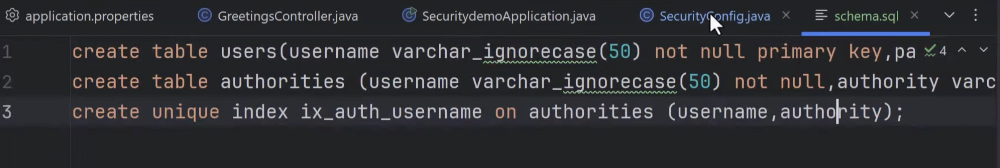 application.properties GreetingsController.java SecuritydemoApplication.java SecurityConfig.java schema.sql
1 create table users(username varchar_ignorecase(50) not null primary key,pa 4
2 create table authorities (username varchar_ignorecase(50) not null,authority varc
3 create unique index ix_auth_username on authorities (username,authority);